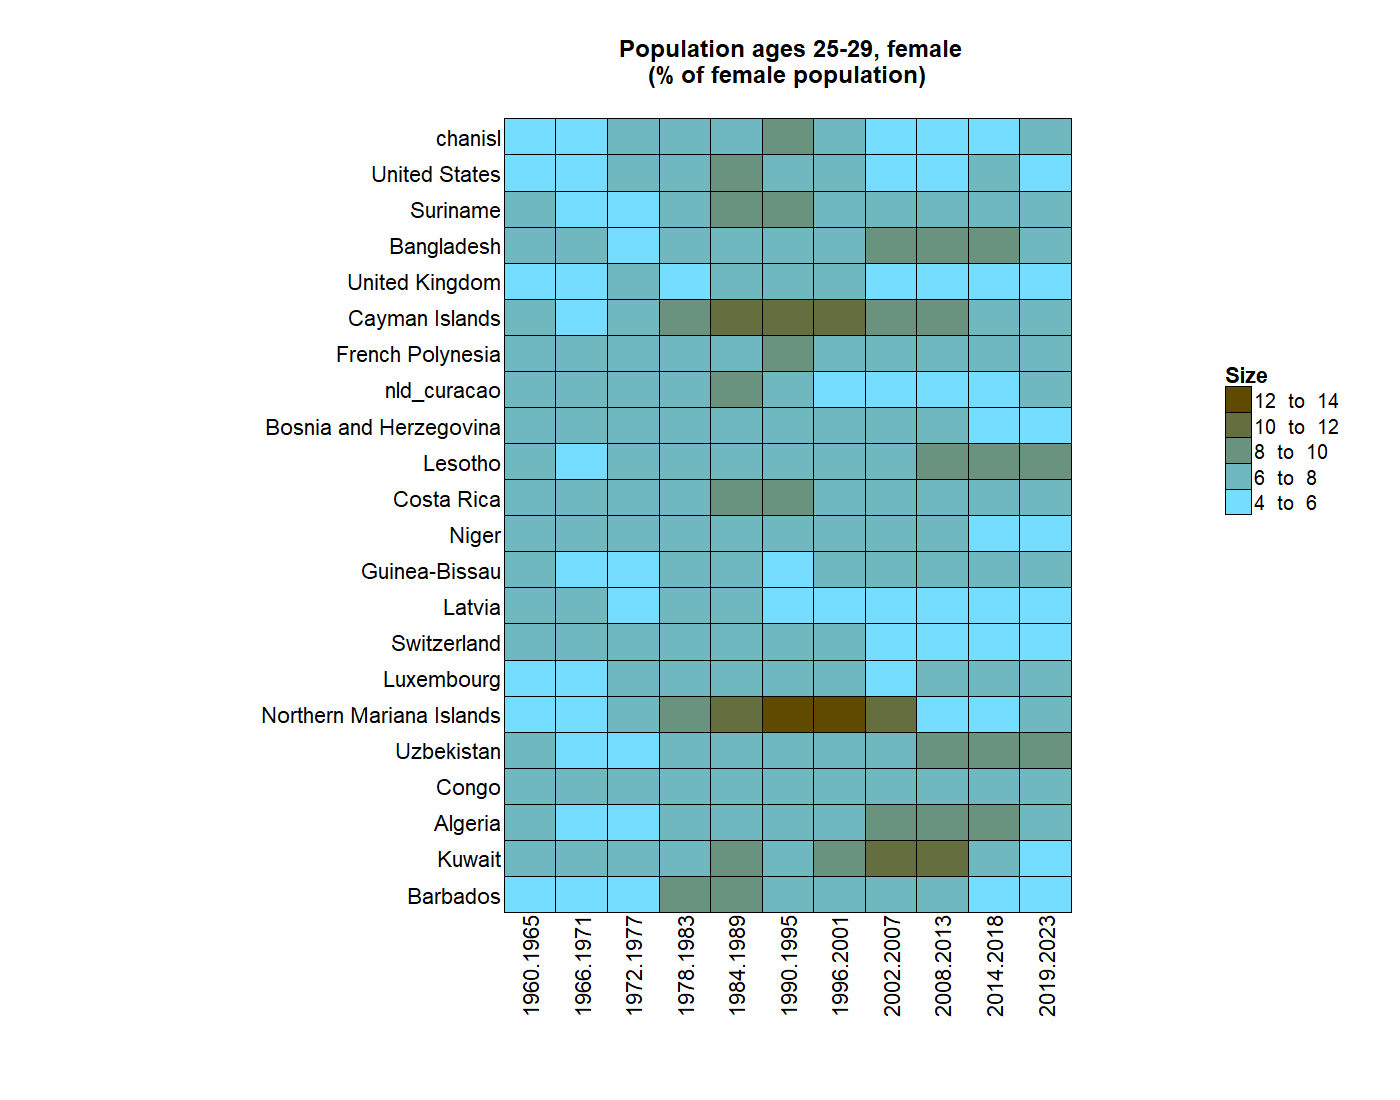 Population ages 25-29, female
(% of female population)
chanisl
United States
Suriname
Bangladesh
United Kingdom
Cayman Islands
French Polynesia
nld_curacao
Bosnia and Herzegovina
Lesotho
Costa Rica
Niger
Guinea-Bissau
Latvia
Switzerland
Luxembourg
Northern Mariana Islands
Uzbekistan
Congo
Algeria
Kuwait
Barbados
1960.1965
1966.1971
1972.1977
1978.1983
1984.1989
1990.1995
1996.2001
2002.2007
2008.2013
2014.2018
2019.2023
Size
12 to 14
10 to 12
8 to 10
6 to 8
4 to 6